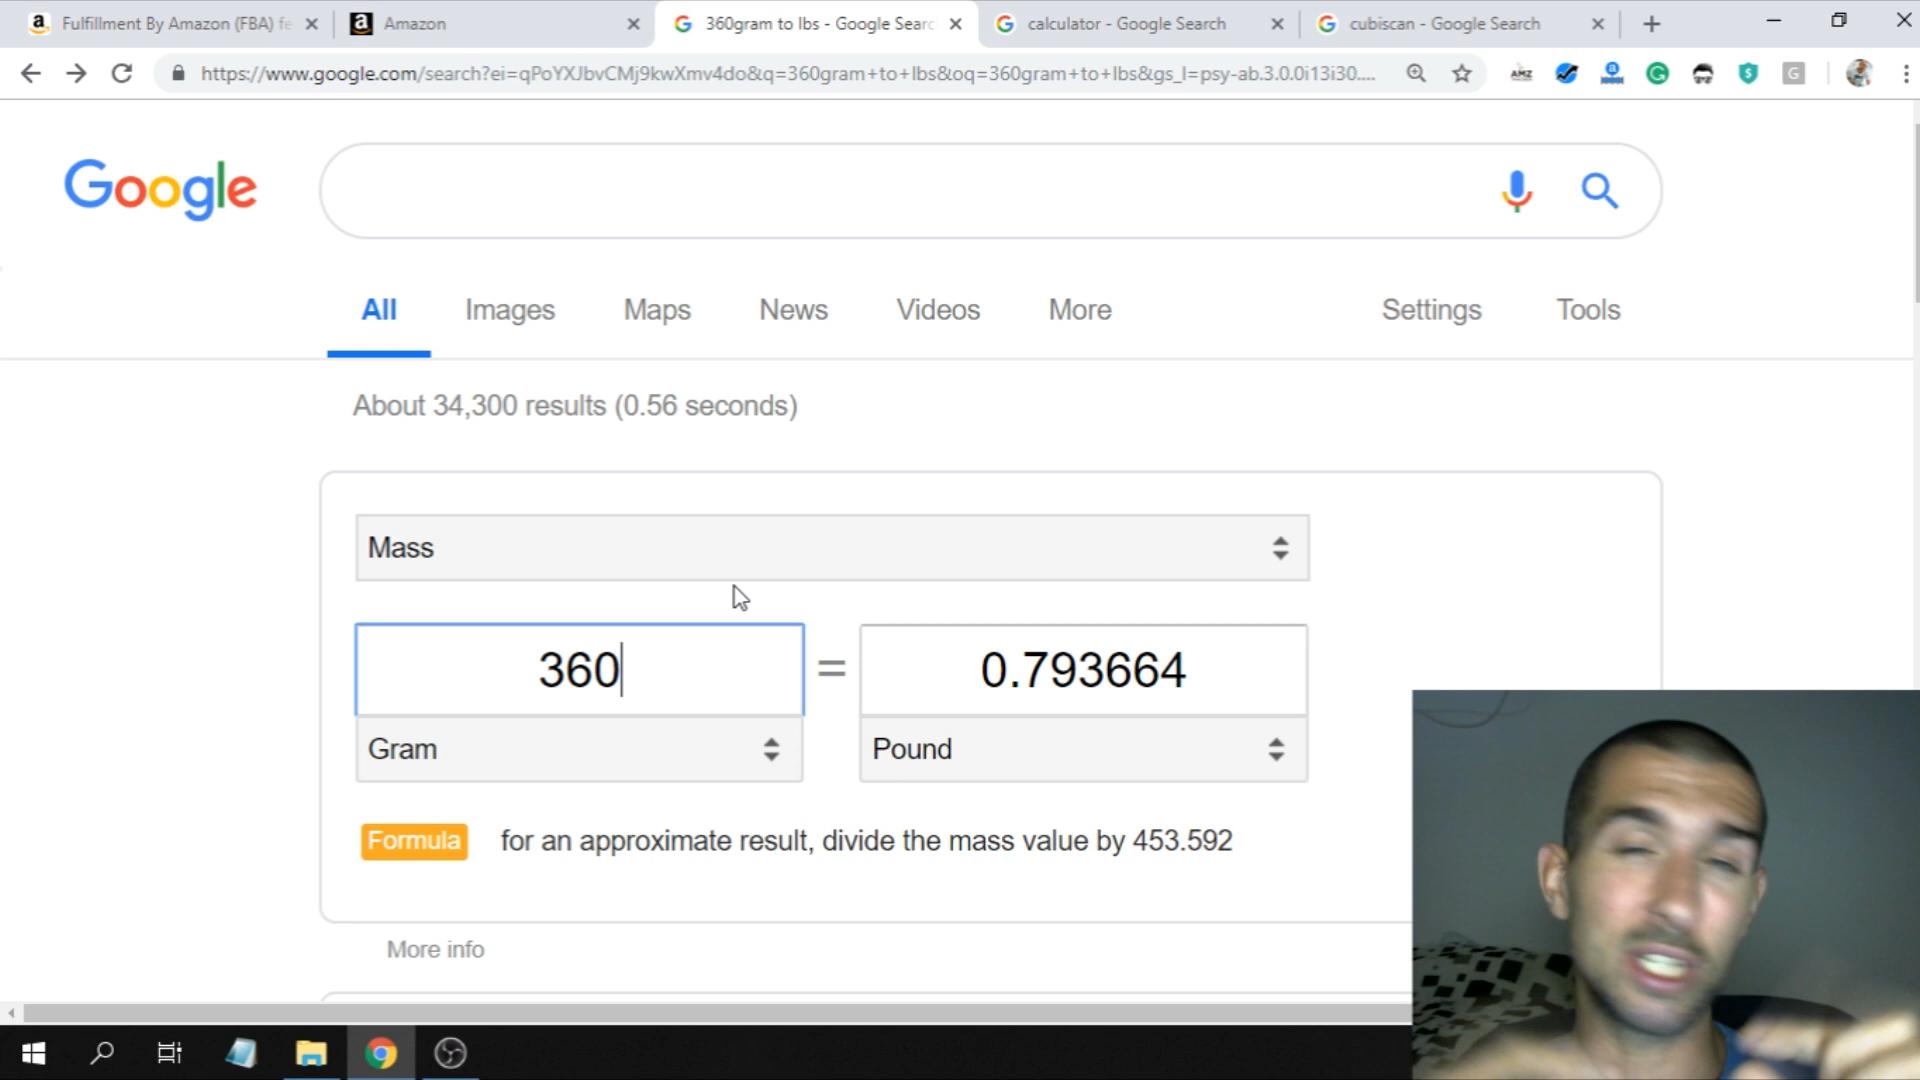 Fulfillment By Amazon (FBA) fe
Amazon
360gram to lbs - Google Searc
calculator - Google Search
cubiscan - Google Search
https://www.google.com/search?ei=qPoYXJbvCMj9kwXmv4do&q=360gram+to+lbs&oq=360gram+to+lbs&gs_l=psy-ab.3.0.0i13i30....
Google
All
Images
Maps
News
Videos
More
Settings
Tools
About 34,300 results (0.56 seconds)
Mass
360 = 0.793664
Gram
Pound
Formula for an approximate result, divide the mass value by 453.592
More info